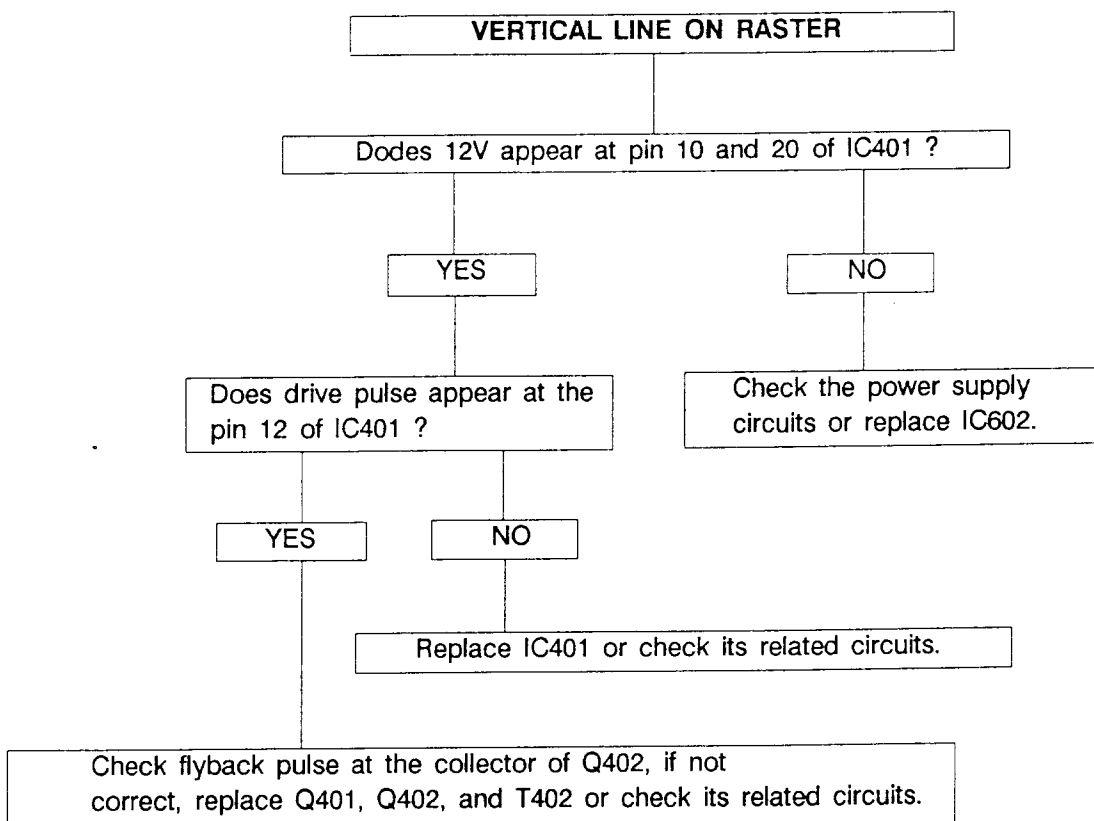 VERTICAL LINE ON RASTER
Dodes 12V appear at pin 10 and 20 of IC401 ?
YES
NO
Does drive pulse appear at the
pin 12 of IC401 ?
Check the power supply
circuits or replace IC602.
YES
NO
Replace IC401 or check its related circuits.
Check flyback pulse at the collector of Q402, if not
correct, replace Q401, Q402, and T402 or check its related circuits.